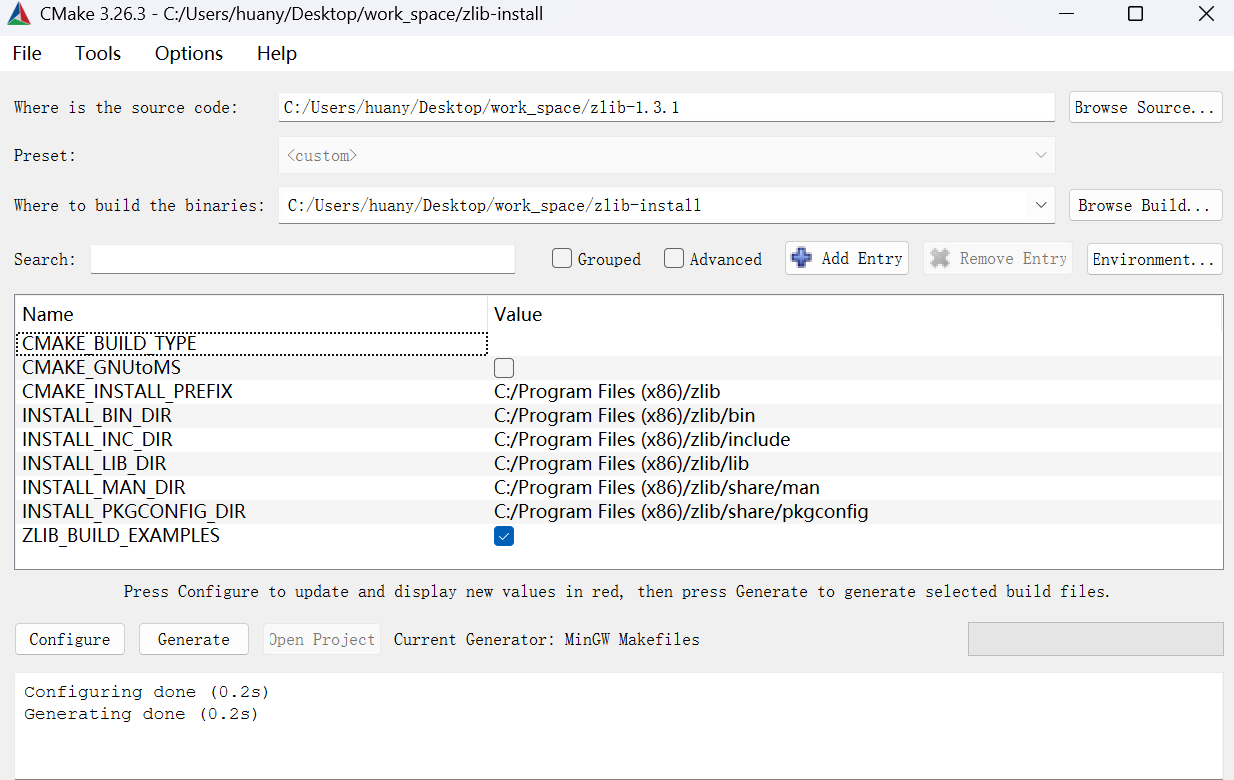 CMake 3.26.3 - C:/Users/huany/Desktop/work_space/zlib-install
File Tools Options Help
Where is the source code: C:/Users/huany/Desktop/work_space/zlib-1.3.1 Browse Source...
Preset: <custom>
Where to build the binaries: C:/Users/huany/Desktop/work_space/zlib-install Browse Build...
Search: Grouped Advanced Add Entry Remove Entry Environment...
Name Value
CMAKE_BUILD_TYPE
CMAKE_GNUtoMS
CMAKE_INSTALL_PREFIX C:/Program Files (x86)/zlib
INSTALL_BIN_DIR C:/Program Files (x86)/zlib/bin
INSTALL_INC_DIR C:/Program Files (x86)/zlib/include
INSTALL_LIB_DIR C:/Program Files (x86)/zlib/lib
INSTALL_MAN_DIR C:/Program Files (x86)/zlib/share/man
INSTALL_PKGCONFIG_DIR C:/Program Files (x86)/zlib/share/pkgconfig
ZLIB_BUILD_EXAMPLES
Press Configure to update and display new values in red, then press Generate to generate selected build files.
Configure Generate Open Project Current Generator: MinGW Makefiles
Configuring done (0.2s)
Generating done (0.2s)